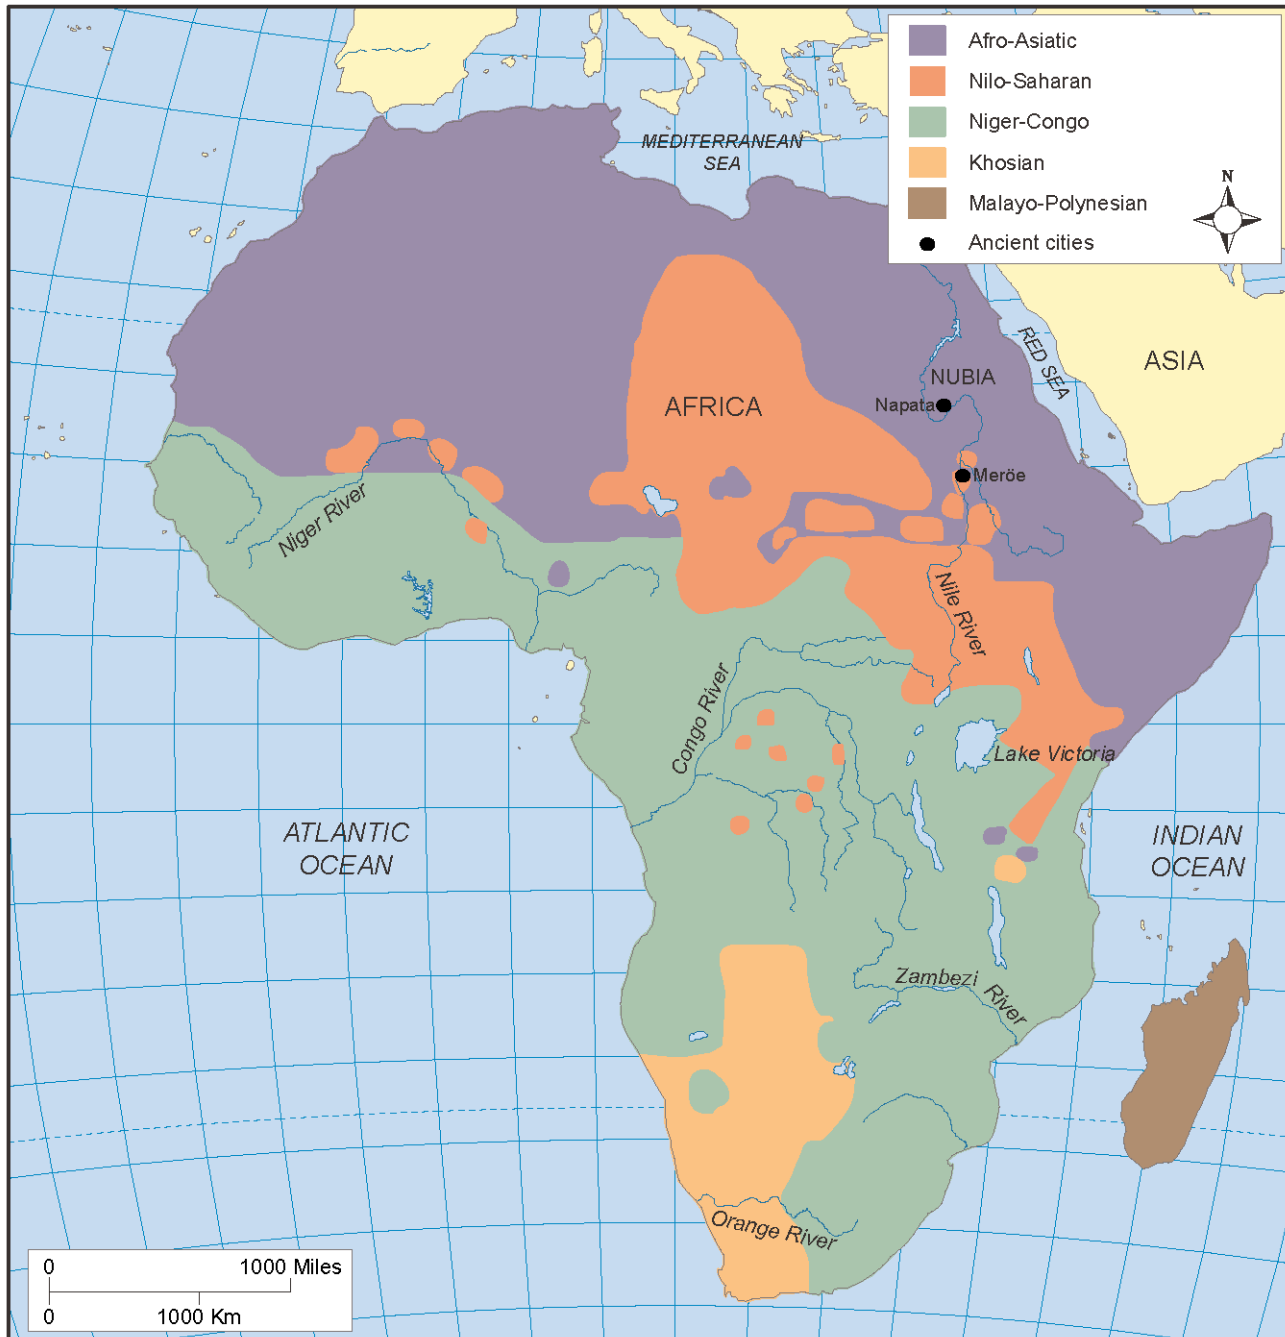 Afro-Asiatic
Nilo-Saharan
Niger-Congo
Khosian
Malayo-Polynesian
Ancient cities
N
MEDITERRANEAN
SEA
ASIA
RED SEA
NUBIA
Napata
AFRICA
Meröe
Niger River
Nile River
Congo River
Lake Victoria
ATLANTIC
OCEAN
INDIAN
OCEAN
Zambezi River
Orange River
0 1000 Miles
0 1000 Km